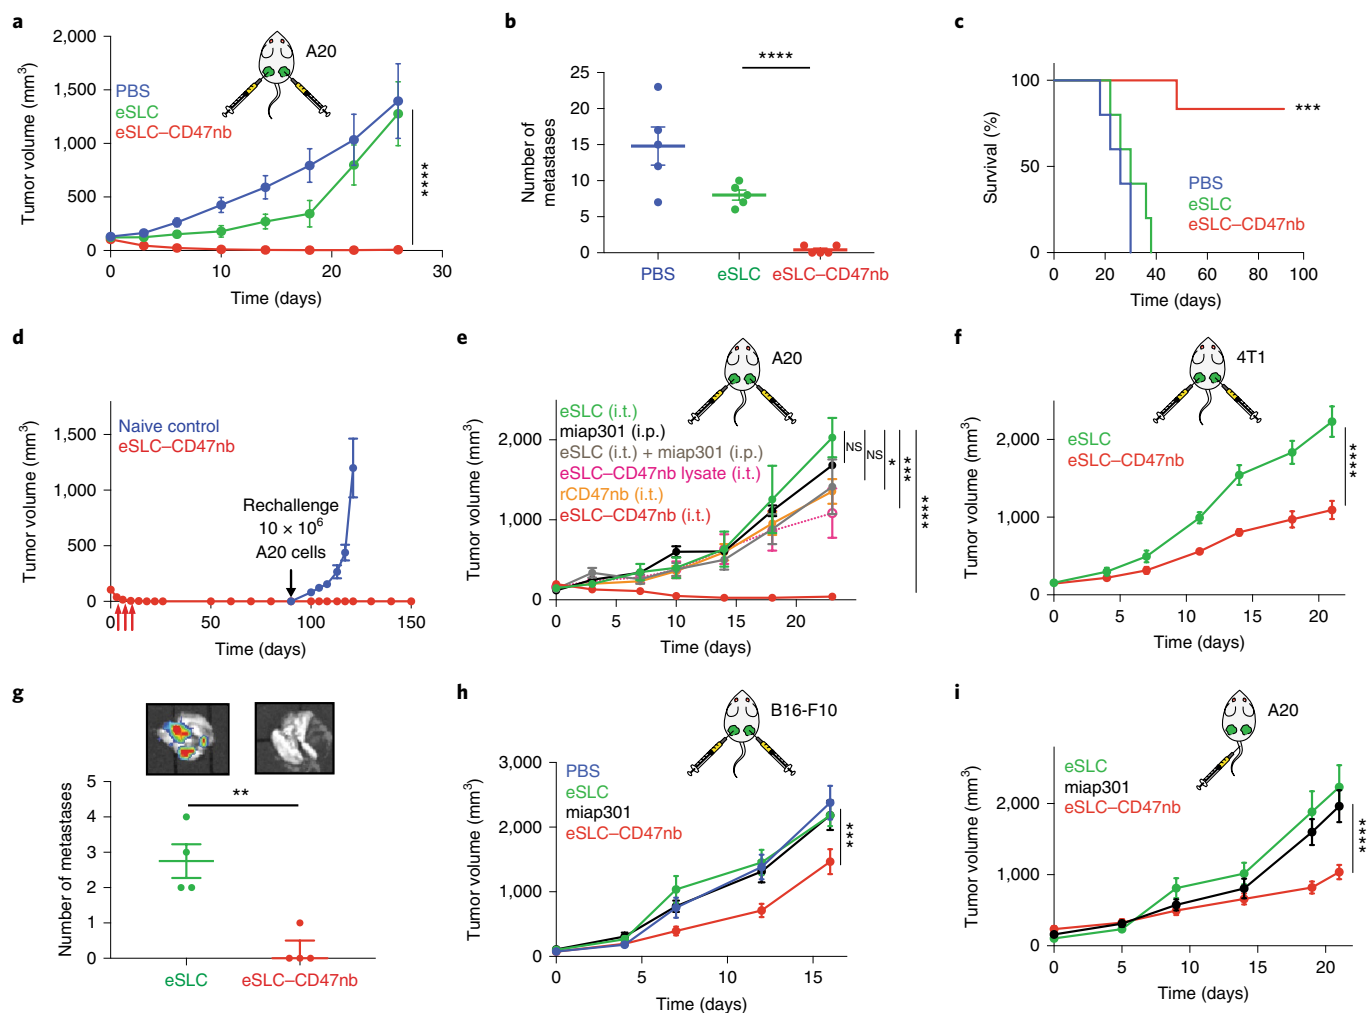 a
Tumor volume (mm³)
2,000
1,500
1,000
500
0
0
10
20
30
Time (days)
PBS
eSLC
eSLC–CD47nb
A20
****
b
Number of
metastases
25
20
15
10
5
0
****
PBS
eSLC
eSLC–CD47nb
c
Survival (%)
100
50
0
0
20
40
60
80
100
Time (days)
PBS
eSLC
eSLC–CD47nb
***
d
Tumor volume (mm³)
1,500
1,000
500
0
0
50
100
150
Time (days)
Naive control
eSLC–CD47nb
Rechallenge
10 × 10⁶
A20 cells
e
Tumor volume (mm³)
2,000
1,000
0
0
5
10
15
20
Time (days)
A20
eSLC (i.t.)
miap301 (i.p.)
eSLC (i.t.) + miap301 (i.p.)
eSLC–CD47nb lysate (i.t.)
rCD47nb (i.t.)
eSLC–CD47nb (i.t.)
NS
NS
*
***
****
f
Tumor volume (mm³)
2,000
1,000
0
0
5
10
15
20
Time (days)
4T1
eSLC
eSLC–CD47nb
****
g
Number of metastases
5
4
3
2
1
0
**
eSLC
eSLC–CD47nb
h
Tumor volume (mm³)
3,000
2,000
1,000
0
0
5
10
15
Time (days)
B16-F10
PBS
eSLC
miap301
eSLC–CD47nb
***
i
Tumor volume (mm³)
2,000
1,000
0
0
5
10
15
20
Time (days)
A20
eSLC
miap301
eSLC–CD47nb
****